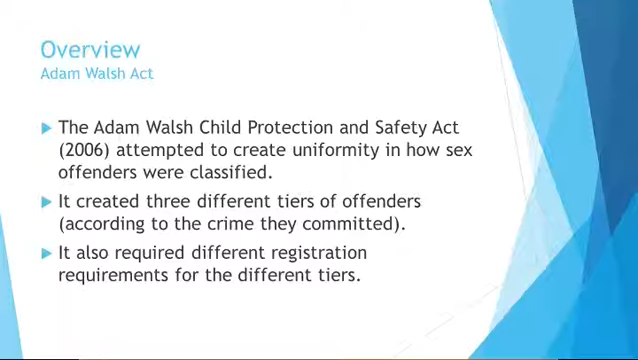 Overview
Adam Walsh Act
The Adam Walsh Child Protection and Safety Act
(2006) attempted to create uniformity in how sex
offenders were classified.
It created three different tiers of offenders
(according to the crime they committed).
It also required different registration
requirements for the different tiers.